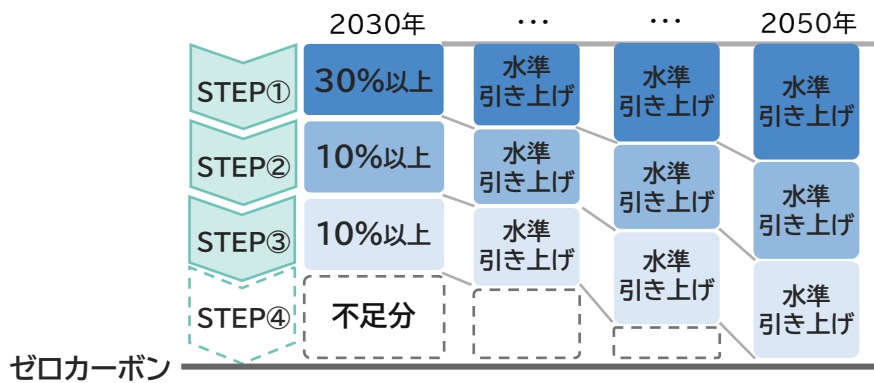 2030年 ... ... 2050年
STEP①
30%以上
水準
引き上げ
水準
引き上げ
水準
引き上げ
STEP②
10%以上
水準
引き上げ
水準
引き上げ
水準
引き上げ
STEP③
10%以上
水準
引き上げ
水準
引き上げ
水準
引き上げ
STEP④
不足分
ゼロカーボン